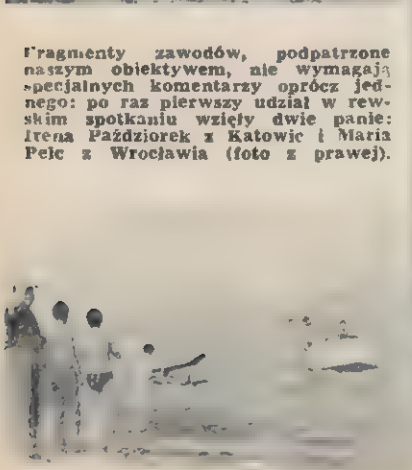 Fragmenty zawodów, podpatrzone
naszym obiektywem, nie wymagają
specjalnych komentarzy oprócz jed-
nego: po raz pierwszy udział w rew-
skim spotkaniu wzięły dwie panie:
Irena Paździorek z Katowic i Maria
Pelc z Wrocławia (foto z prawej).